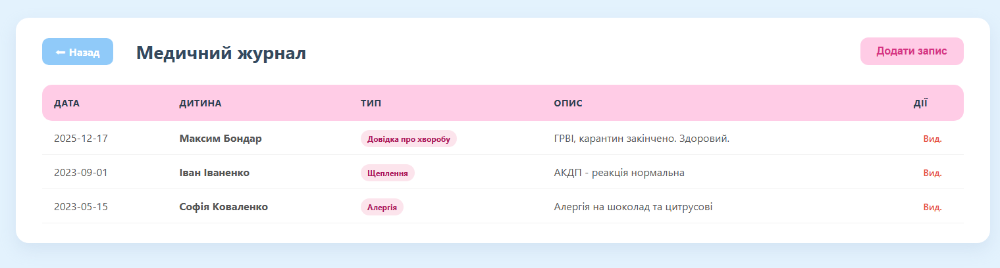 ⬅ Назад Медичний журнал Додати запис
ДАТА ДИТИНА ТИП ОПИС ДІЇ
2025-12-17 Максим Бондар Довідка про хворобу ГРВІ, карантин закінчено. Здоровий. Вид.
2023-09-01 Іван Іваненко Щеплення АКДП - реакція нормальна Вид.
2023-05-15 Софія Коваленко Алергія Алергія на шоколад та цитрусові Вид.